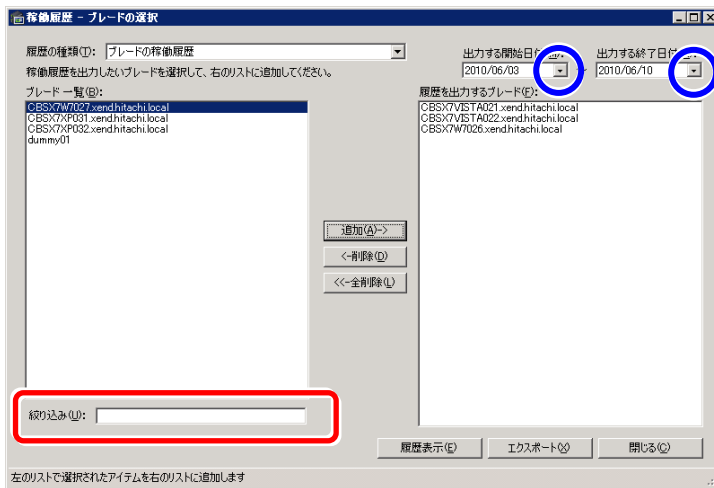 稼働履歴 - ブレードの選択
履歴の種類(T): ブレードの稼働履歴
出力する開始日付 出力する終了日付
稼働履歴を出力したいブレードを選択して、右のリストに追加してください。
2010/06/03 ~ 2010/06/10
ブレード一覧(B):
履歴を出力するブレード(F):
CBSX7W7027.xend.hitachi.local
CBSX7XP031.xend.hitachi.local
CBSX7XP032.xend.hitachi.local
dummy01
CBSX7VISTA021.xend.hitachi.local
CBSX7VISTA022.xend.hitachi.local
CBSX7W7026.xend.hitachi.local
追加(A)->
<-削除(D)
<<-全削除(L)
絞り込み(U):
履歴表示(E) エクスポート(X) 閉じる(C)
左のリストで選択されたアイテムを右のリストに追加します